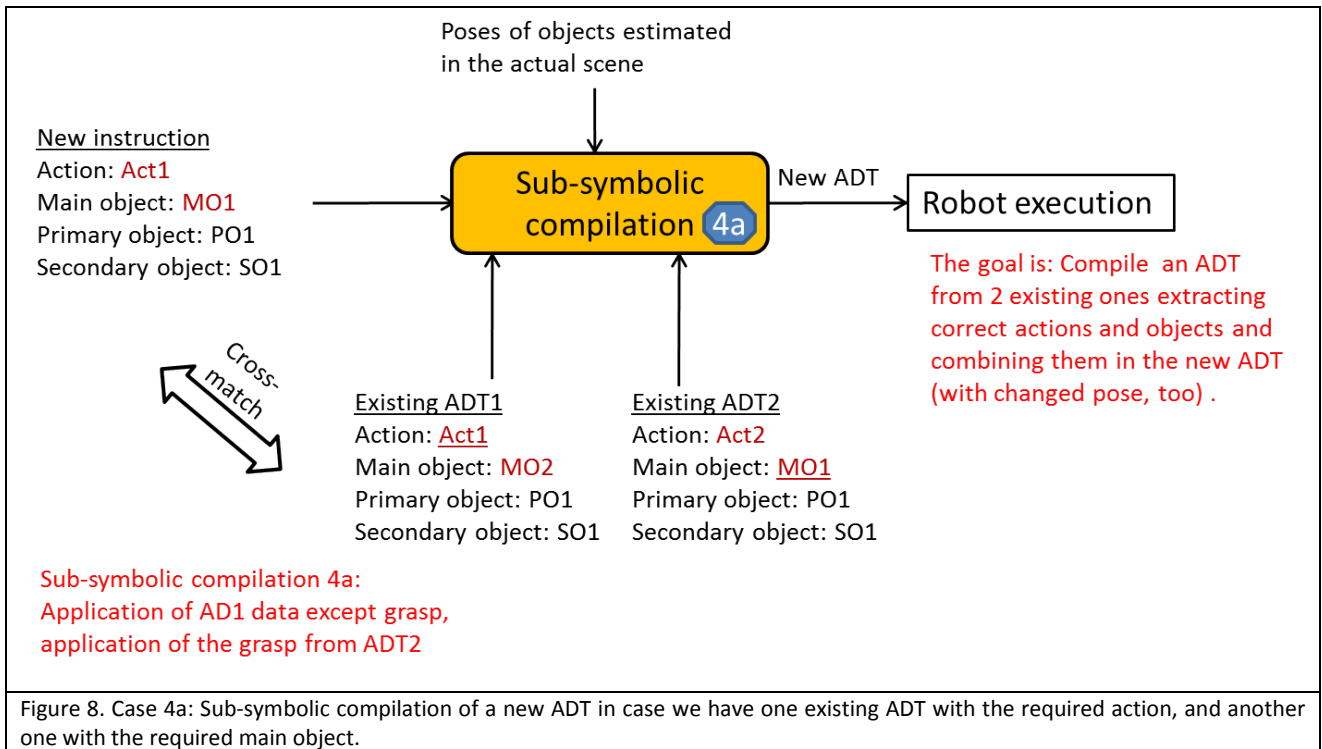 Poses of objects estimated
in the actual scene
New instruction
Action: Act1
Main object: MO1
Primary object: PO1
Secondary object: SO1
Sub-symbolic
compilation 4a
New ADT
Robot execution
The goal is: Compile  an ADT
from 2 existing ones extracting
correct actions and objects and
combining them in the new ADT
(with changed pose, too) .
Cross-
match
Existing ADT1
Action: Act1
Main object: MO2
Primary object: PO1
Secondary object: SO1
Existing ADT2
Action: Act2
Main object: MO1
Primary object: PO1
Secondary object: SO1
Sub-symbolic compilation 4a:
Application of AD1 data except grasp,
application of the grasp from ADT2
Figure 8. Case 4a: Sub-symbolic compilation of a new ADT in case we have one existing ADT with the required action, and another
one with the required main object.